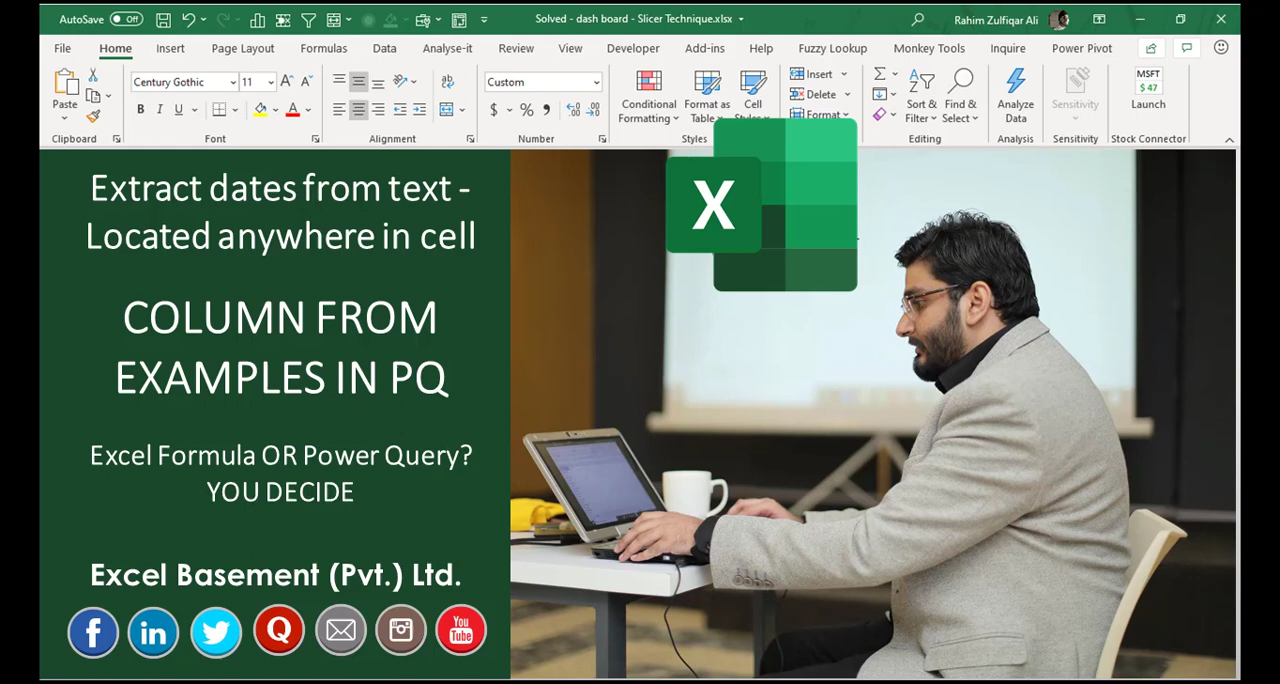 AutoSave Off Solved - dash board - Slicer Technique.xlsx Rahim Zulfiqar Ali
File Home Insert Page Layout Formulas Data Analyse-it Review View Developer Add-ins Help Fuzzy Lookup Monkey Tools Inquire Power Pivot
Century Gothic 11 A A ab Custom Insert Σ A Z MSFT
Delete $ 47
Paste B I U A $ % Conditional Format as Cell Format Sort & Find & Analyze Sensitivity Launch
Formatting Table Styles Filter Select Data
Clipboard Font Alignment Number Styles Editing Analysis Sensitivity Stock Connector
X
Extract dates from text -
Located anywhere in cell
COLUMN FROM
EXAMPLES IN PQ
Excel Formula OR Power Query?
YOU DECIDE
Excel Basement (Pvt.) Ltd.
f in Q You Tube